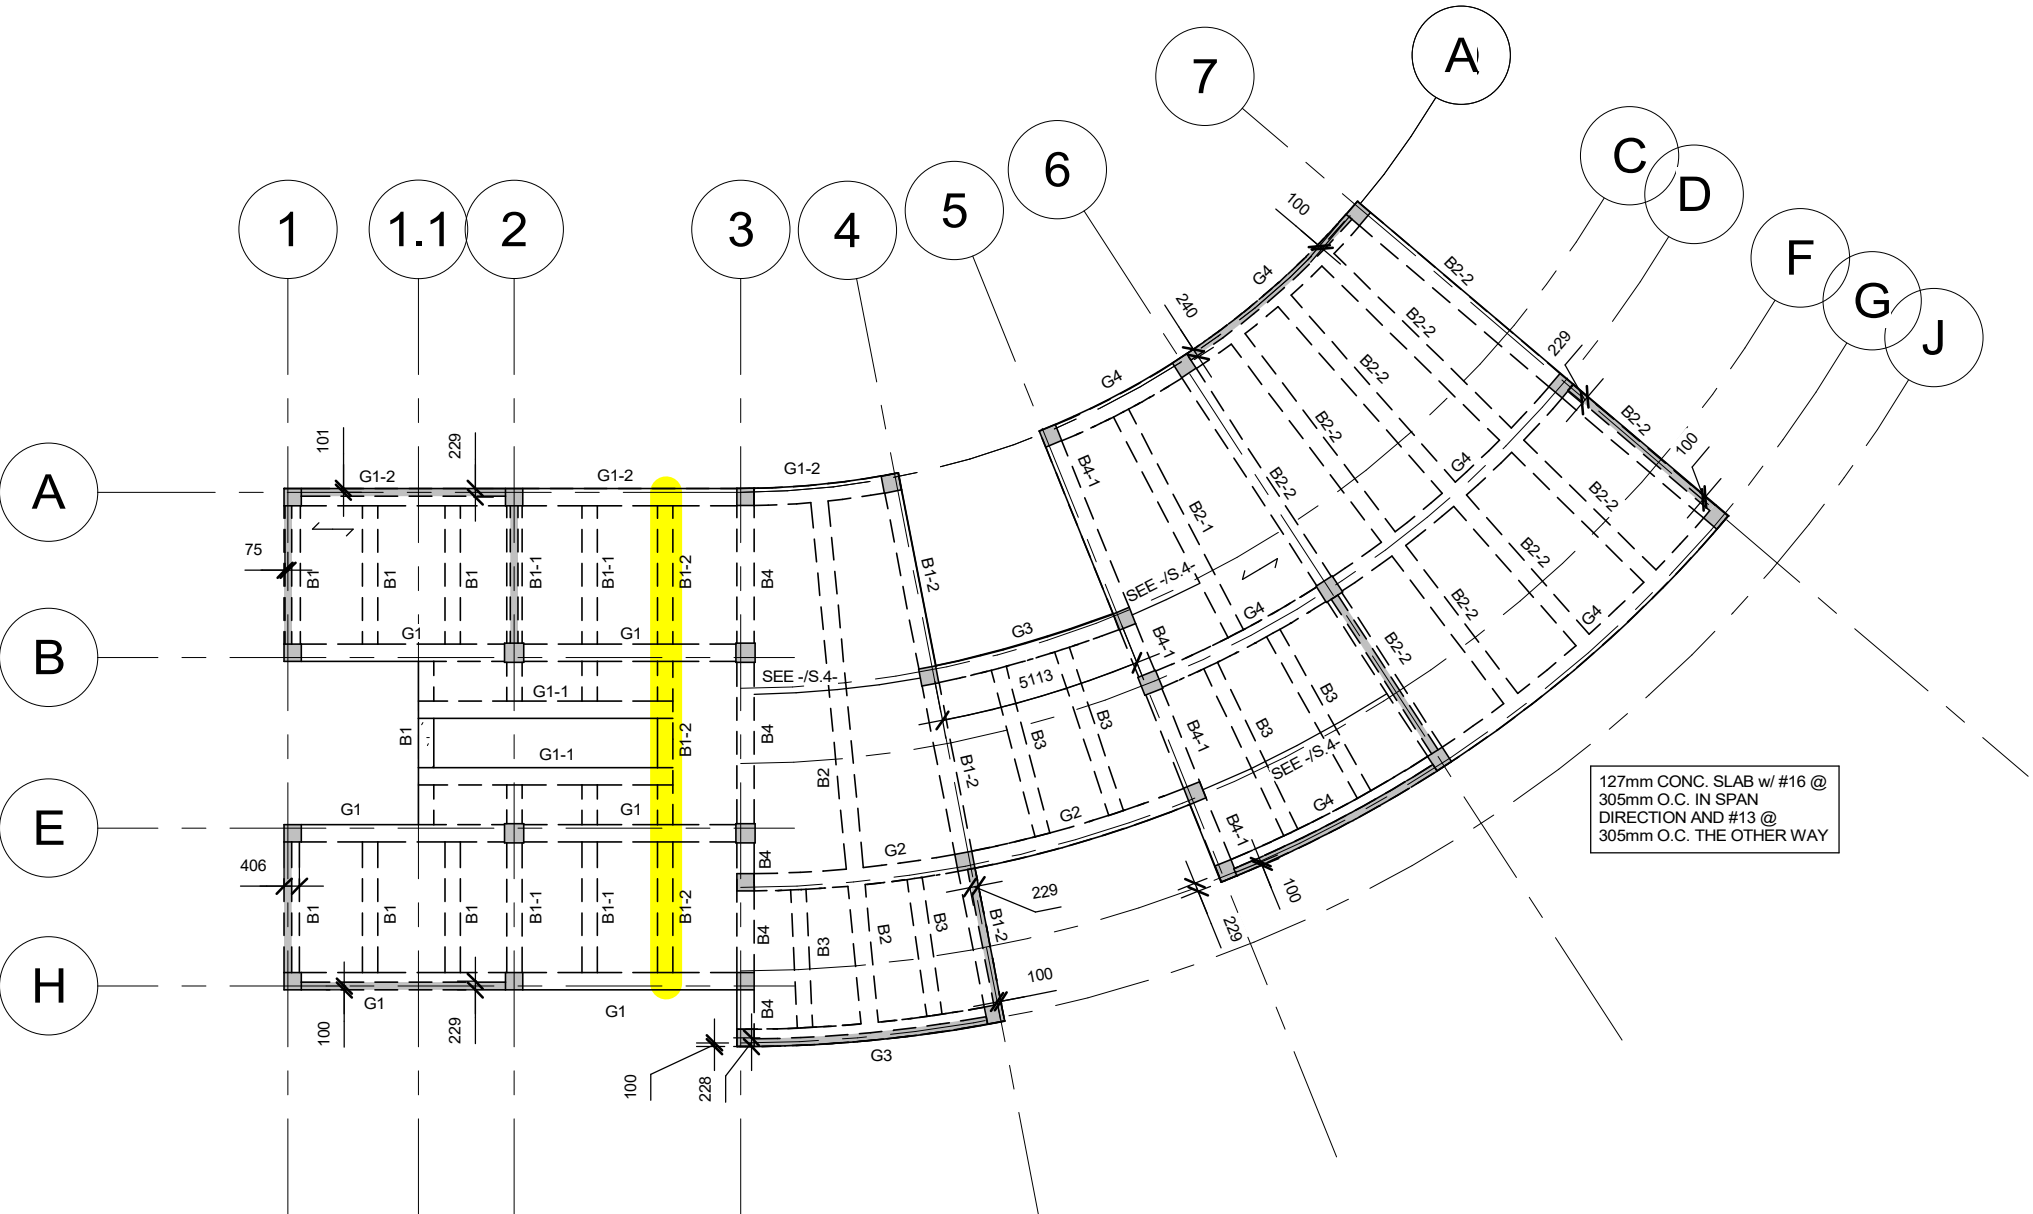 A
7
6
5
C
D
1
1.1
2
3
4
F
G
J
100
G4
B2-2
240
B2-2
229
G4
B2-2
B2-2
B2-2
100
101
229
G1-2
G1-2
G1-2
A
B4-1
B2-1
B2-2
G4
B2-2
75
B1
B1
B1
B1-1
B1-1
B1-2
B4
B1-2
SEE -/S.4-
B2-2
G1
G1
G3
B4-1
G4
B2-2
B2-2
G4
B
SEE -/S.4-
5113
B3
G1-1
B1
G1-1
B1-2
B4
B2
B3
B3
B1-2
B4-1
B3
SEE -/S.4-
127mm CONC. SLAB w/ #16 @
305mm O.C. IN SPAN
DIRECTION AND #13 @
305mm O.C. THE OTHER WAY
G1
G1
G2
G4
E
B4
G2
B4-1
406
B1
B1
B1
B1-1
B1-1
B1-2
B4
B3
B2
B3
B1-2
229
229
100
H
G1
G1
B4
100
100
229
G3
100
228